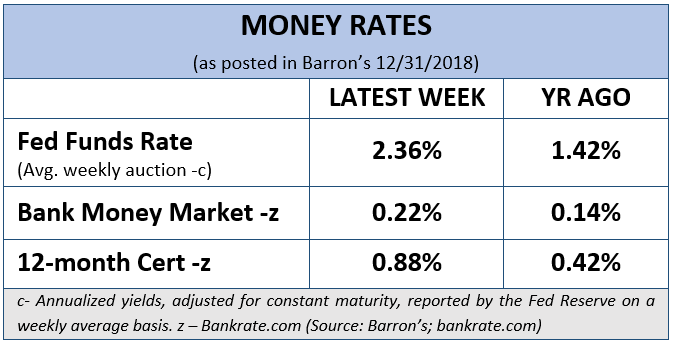 MONEY RATES
(as posted in Barron’s 12/31/2018)
LATEST WEEK YR AGO
Fed Funds Rate
(Avg. weekly auction -c) 2.36% 1.42%
Bank Money Market -z 0.22% 0.14%
12-month Cert -z 0.88% 0.42%
c- Annualized yields, adjusted for constant maturity, reported by the Fed Reserve on a
weekly average basis. z – Bankrate.com (Source: Barron’s; bankrate.com)